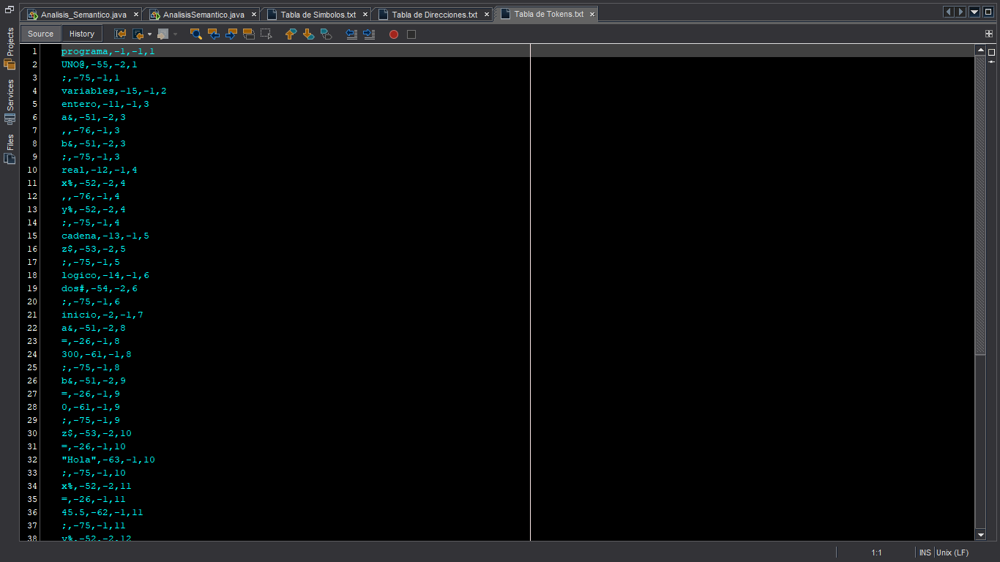 Analisis_Semantico.java
AnalisisSemantico.java
Tabla de Simbolos.txt
Tabla de Direcciones.txt
Tabla de Tokens.txt
Source
History
Projects
Services
Files
1 programa,-1,-1,1
2 UNO@,-55,-2,1
3 ;,-75,-1,1
4 variables,-15,-1,2
5 entero,-11,-1,3
6 a&,-51,-2,3
7 ,,-76,-1,3
8 b&,-51,-2,3
9 ;,-75,-1,3
10 real,-12,-1,4
11 x%,-52,-2,4
12 ,,-76,-1,4
13 y%,-52,-2,4
14 ;,-75,-1,4
15 cadena,-13,-1,5
16 z$,-53,-2,5
17 ;,-75,-1,5
18 logico,-14,-1,6
19 dos#,-54,-2,6
20 ;,-75,-1,6
21 inicio,-2,-1,7
22 a&,-51,-2,8
23 =,-26,-1,8
24 300,-61,-1,8
25 ;,-75,-1,8
26 b&,-51,-2,9
27 =,-26,-1,9
28 0,-61,-1,9
29 ;,-75,-1,9
30 z$,-53,-2,10
31 =,-26,-1,10
32 "Hola",-63,-1,10
33 ;,-75,-1,10
34 x%,-52,-2,11
35 =,-26,-1,11
36 45.5,-62,-1,11
37 ;,-75,-1,11
38 y%,-52,-2,12
1:1
INS
Unix (LF)